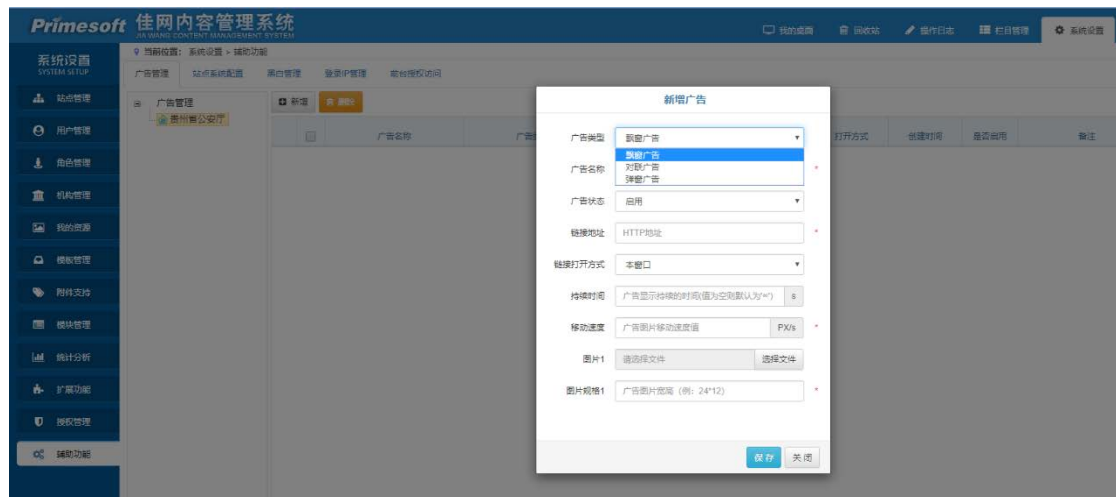 Primesoft 佳网内容管理系统
JIA WANG CONTENT MANAGEMENT SYSTEM
我的桌面 回收站 操作日志 栏目管理 系统设置
系统设置
SYSTEM SETUP
当前位置: 系统设置 > 辅助功能
广告管理 站点系统配置 黑白管理 登录IP管理 前台授权访问
站点管理
用户管理
角色管理
机构管理
我的资源
模板管理
附件支持
模块管理
统计分析
扩展功能
授权管理
辅助功能
广告管理
贵州省公安厅
新增 删除
广告名称 打开方式 创建时间 是否启用 备注
新增广告
广告类型 飘窗广告
飘窗广告
对联广告
弹窗广告
广告名称 *
广告状态 启用
链接地址 HTTP地址 *
链接打开方式 本窗口
持续时间 广告显示持续的时间(值为空则默认为'∞') s
移动速度 广告图片移动速度值 PX/s *
图片1 请选择文件 选择文件
图片规格1 广告图片宽高 (例: 24*12) *
保存 关闭